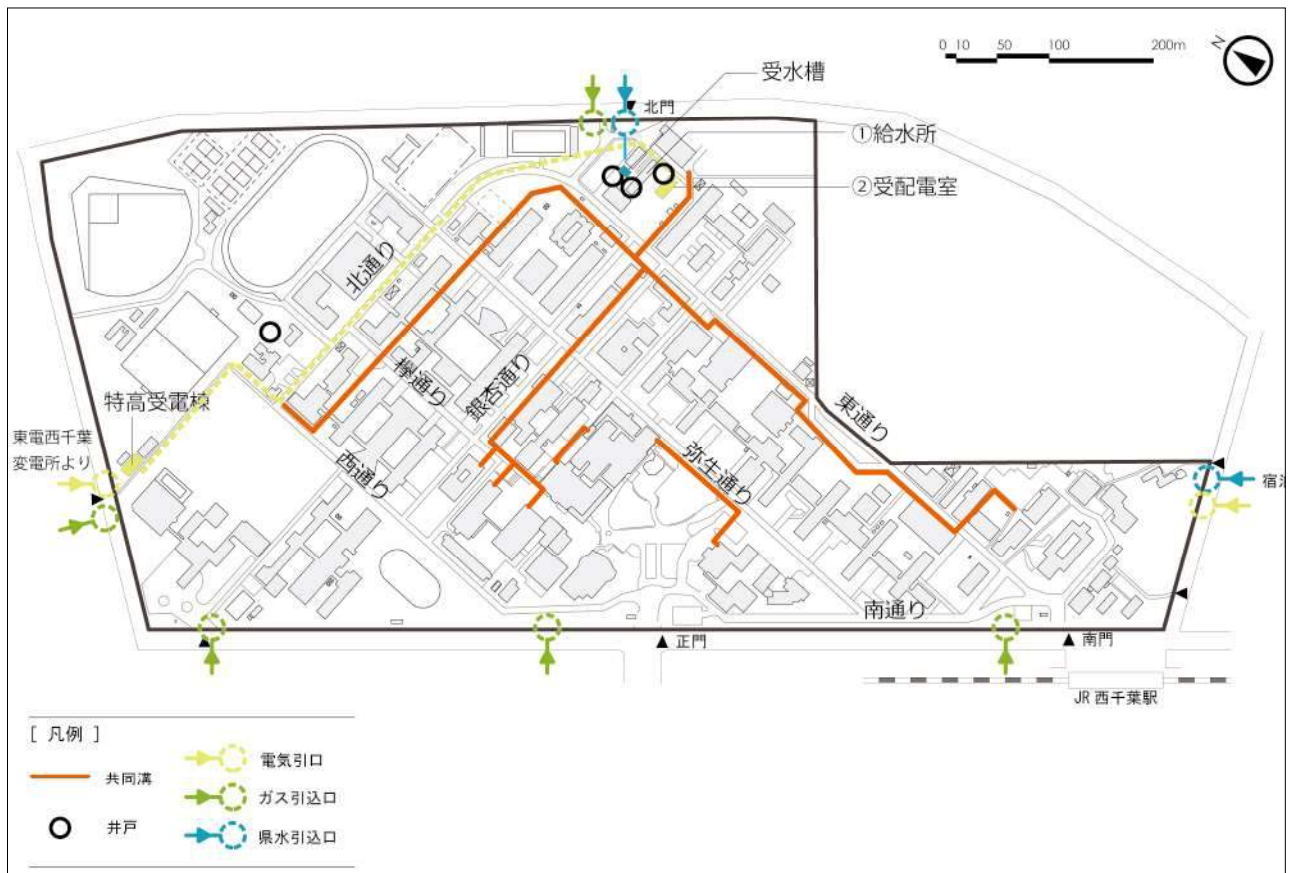 0 10 50 100 200m
N
受水槽
北門
①給水所
②受配電室
北通り
欅通り
銀杏通り
東通り
特高受電棟
東電西千葉
変電所より
西通り
弥生通り
南通り
正門
南門
JR 西千葉駅
[ 凡例 ]
共同溝
井戸
電気引口
ガス引込口
県水引込口